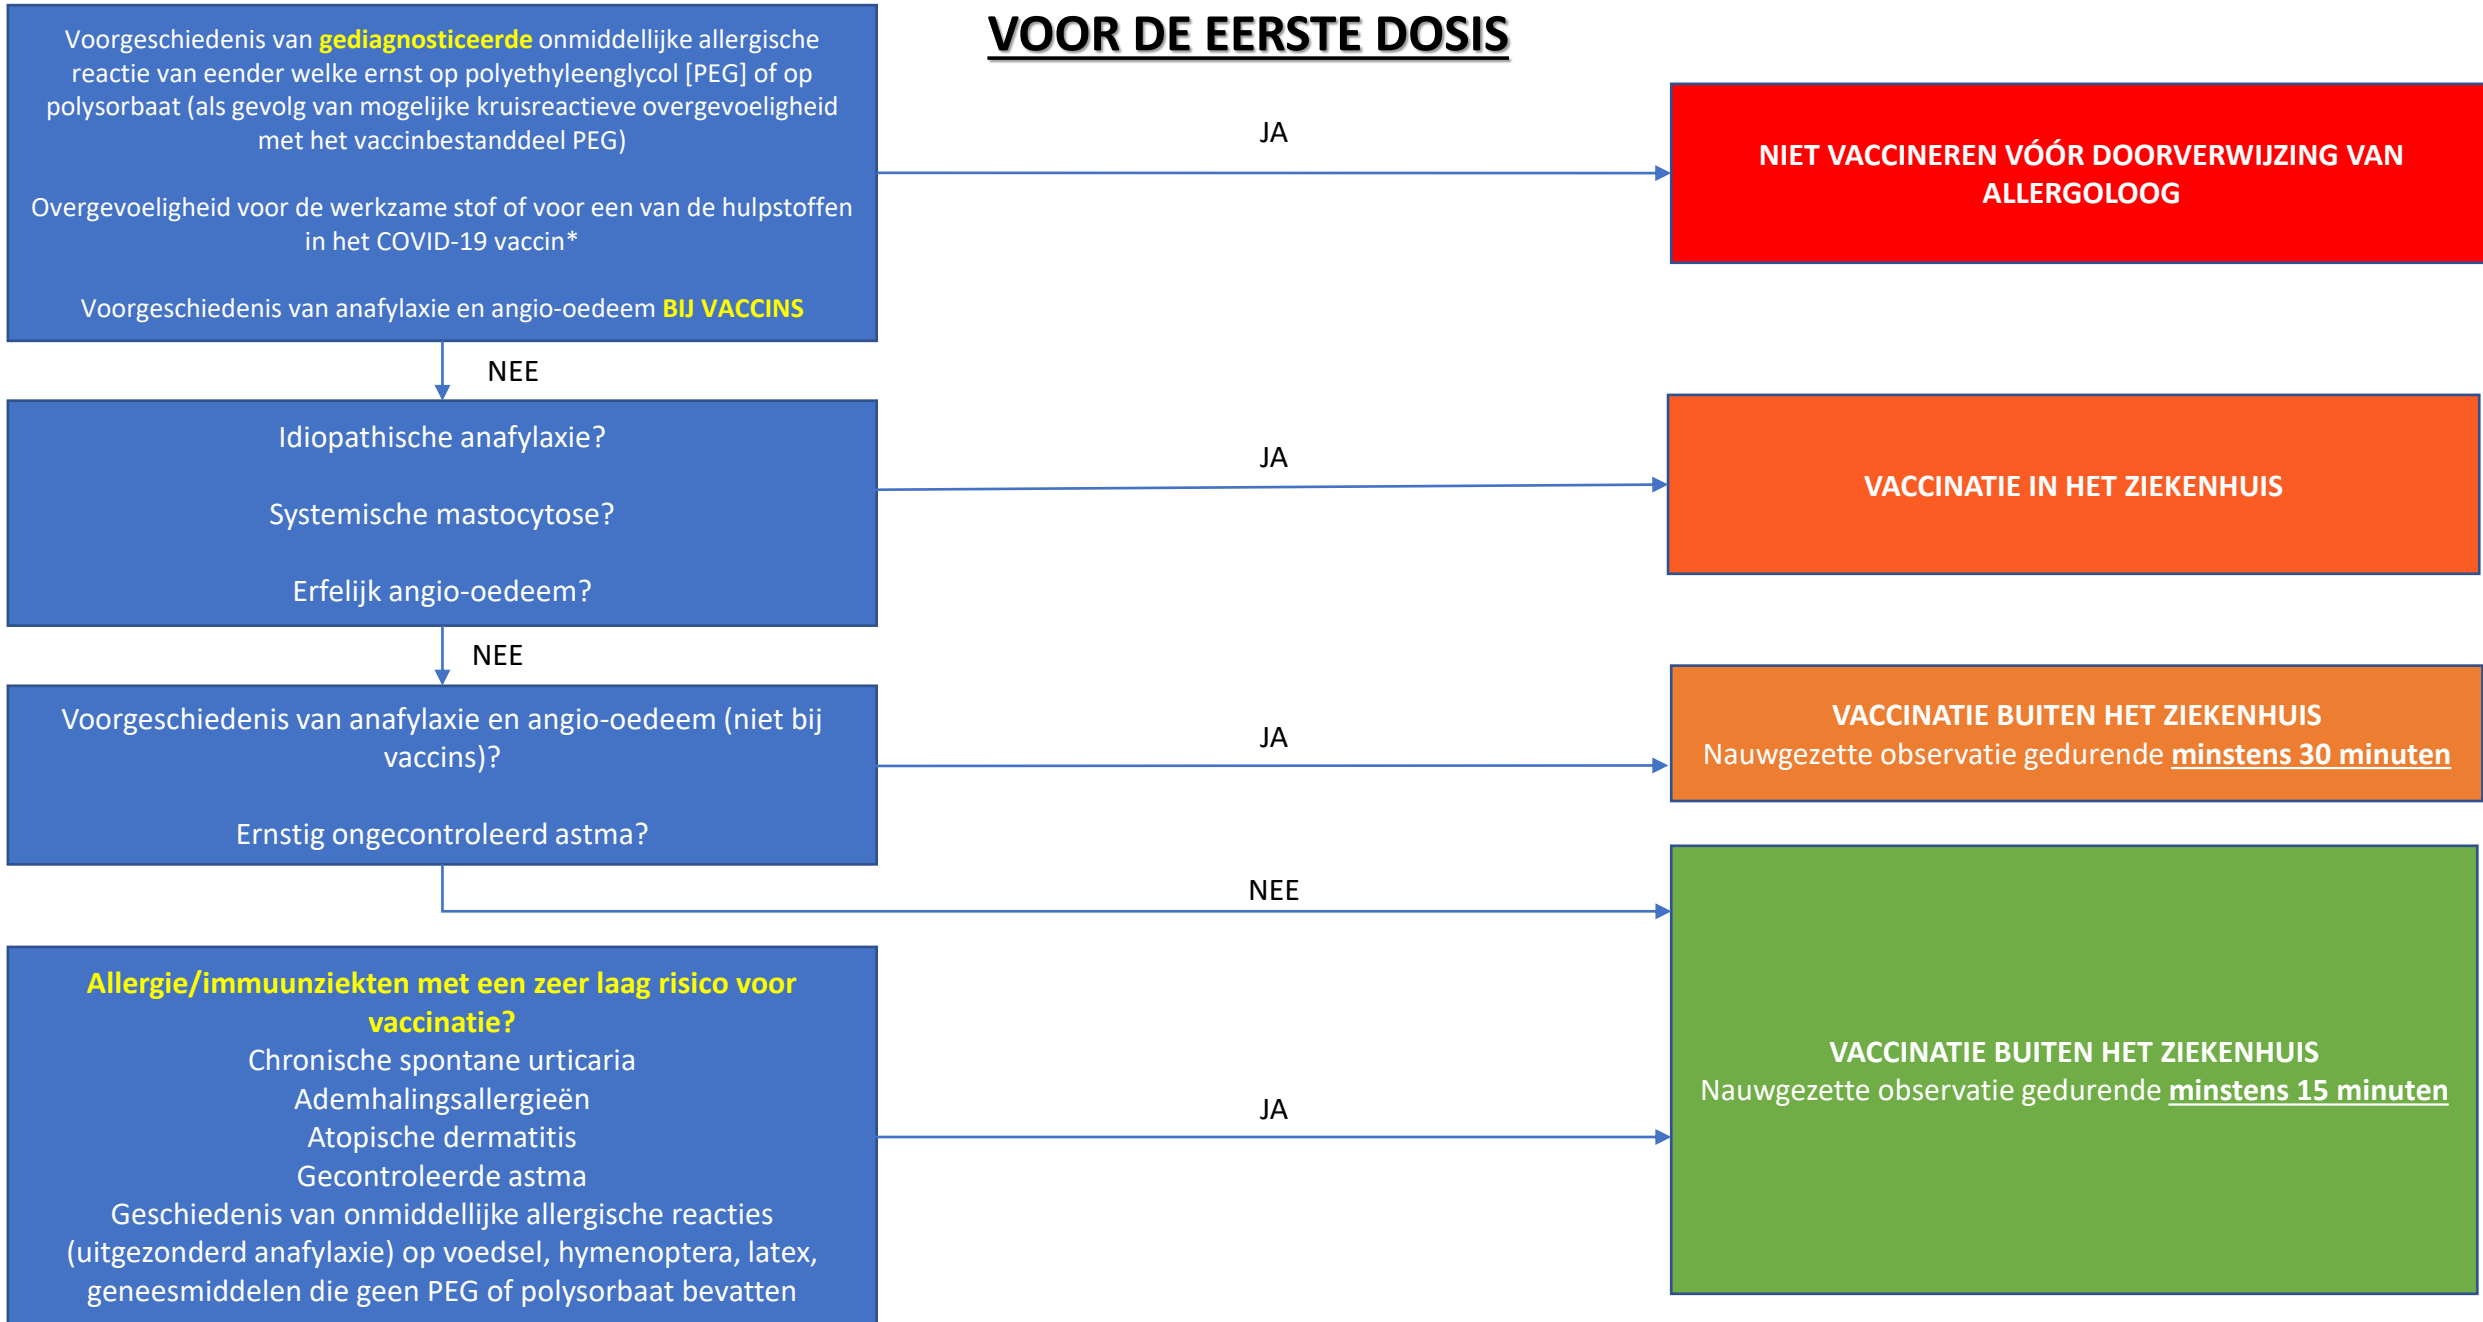 VOOR DE EERSTE DOSIS
Voorgeschiedenis van gediagnosticeerde onmiddellijke allergische
reactie van eender welke ernst op polyethyleenglycol [PEG] of op
polysorbaat (als gevolg van mogelijke kruisreactieve overgevoeligheid
met het vaccinbestanddeel PEG)
Overgevoeligheid voor de werkzame stof of voor een van de hulpstoffen
in het COVID-19 vaccin*
Voorgeschiedenis van anafylaxie en angio-oedeem BIJ VACCINS
JA
NIET VACCINEREN VÓÓR DOORVERWIJZING VAN
ALLERGOLOOG
NEE
Idiopathische anafylaxie?
Systemische mastocytose?
Erfelijk angio-oedeem?
JA
VACCINATIE IN HET ZIEKENHUIS
NEE
Voorgeschiedenis van anafylaxie en angio-oedeem (niet bij
vaccins)?
Ernstig ongecontroleerd astma?
JA
VACCINATIE BUITEN HET ZIEKENHUIS
Nauwgezette observatie gedurende minstens 30 minuten
NEE
Allergie/immuunziekten met een zeer laag risico voor
vaccinatie?
Chronische spontane urticaria
Ademhalingsallergieën
Atopische dermatitis
Gecontroleerde astma
Geschiedenis van onmiddellijke allergische reacties
(uitgezonderd anafylaxie) op voedsel, hymenoptera, latex,
geneesmiddelen die geen PEG of polysorbaat bevatten
JA
VACCINATIE BUITEN HET ZIEKENHUIS
Nauwgezette observatie gedurende minstens 15 minuten